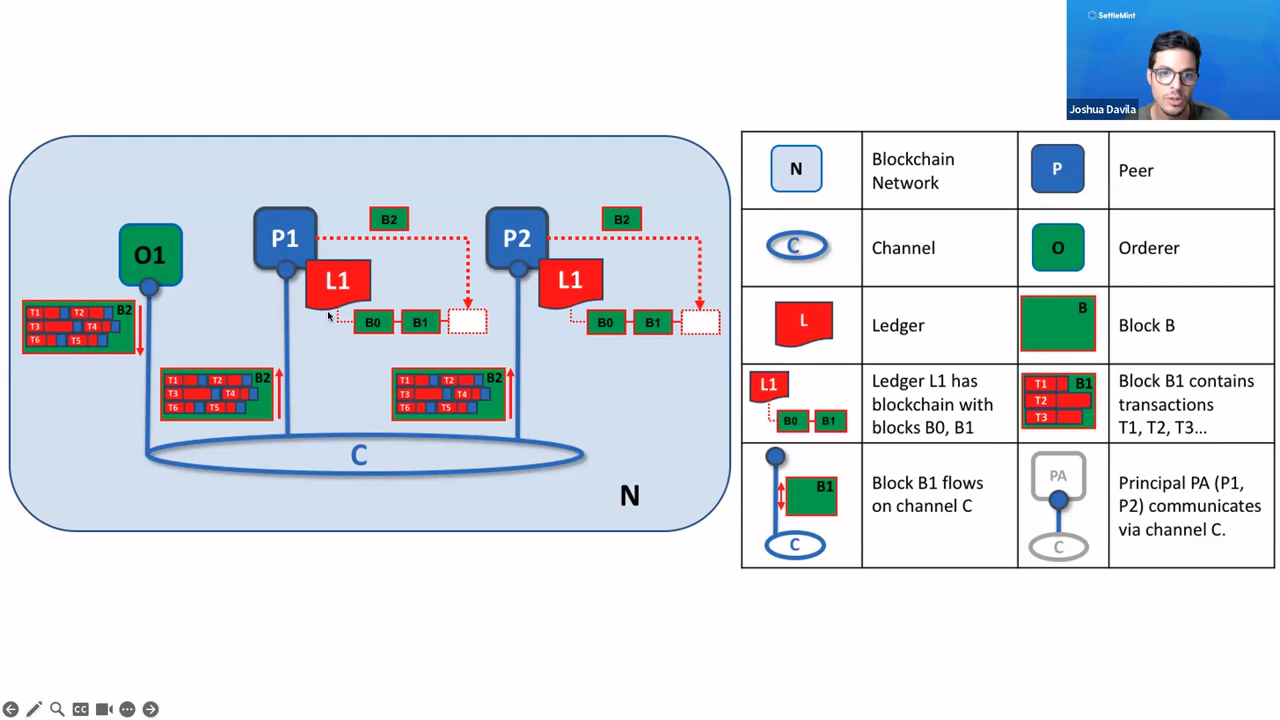 SettleMint
Joshua Davila
O1
P1
B2
L1
B0
B1
P2
B2
L1
B0
B1
B2
T1
T2
T3
T4
T6
T5
B2
T1
T2
T3
T4
T6
T5
B2
T1
T2
T3
T4
T6
T5
C
N
N
Blockchain
Network
P
Peer
C
Channel
O
Orderer
L
Ledger
B
Block B
L1
B0
B1
Ledger L1 has
blockchain with
blocks B0, B1
B1
T1
T2
T3
Block B1 contains
transactions
T1, T2, T3...
B1
C
Block B1 flows
on channel C
PA
C
Principal PA (P1,
P2) communicates
via channel C.
CC